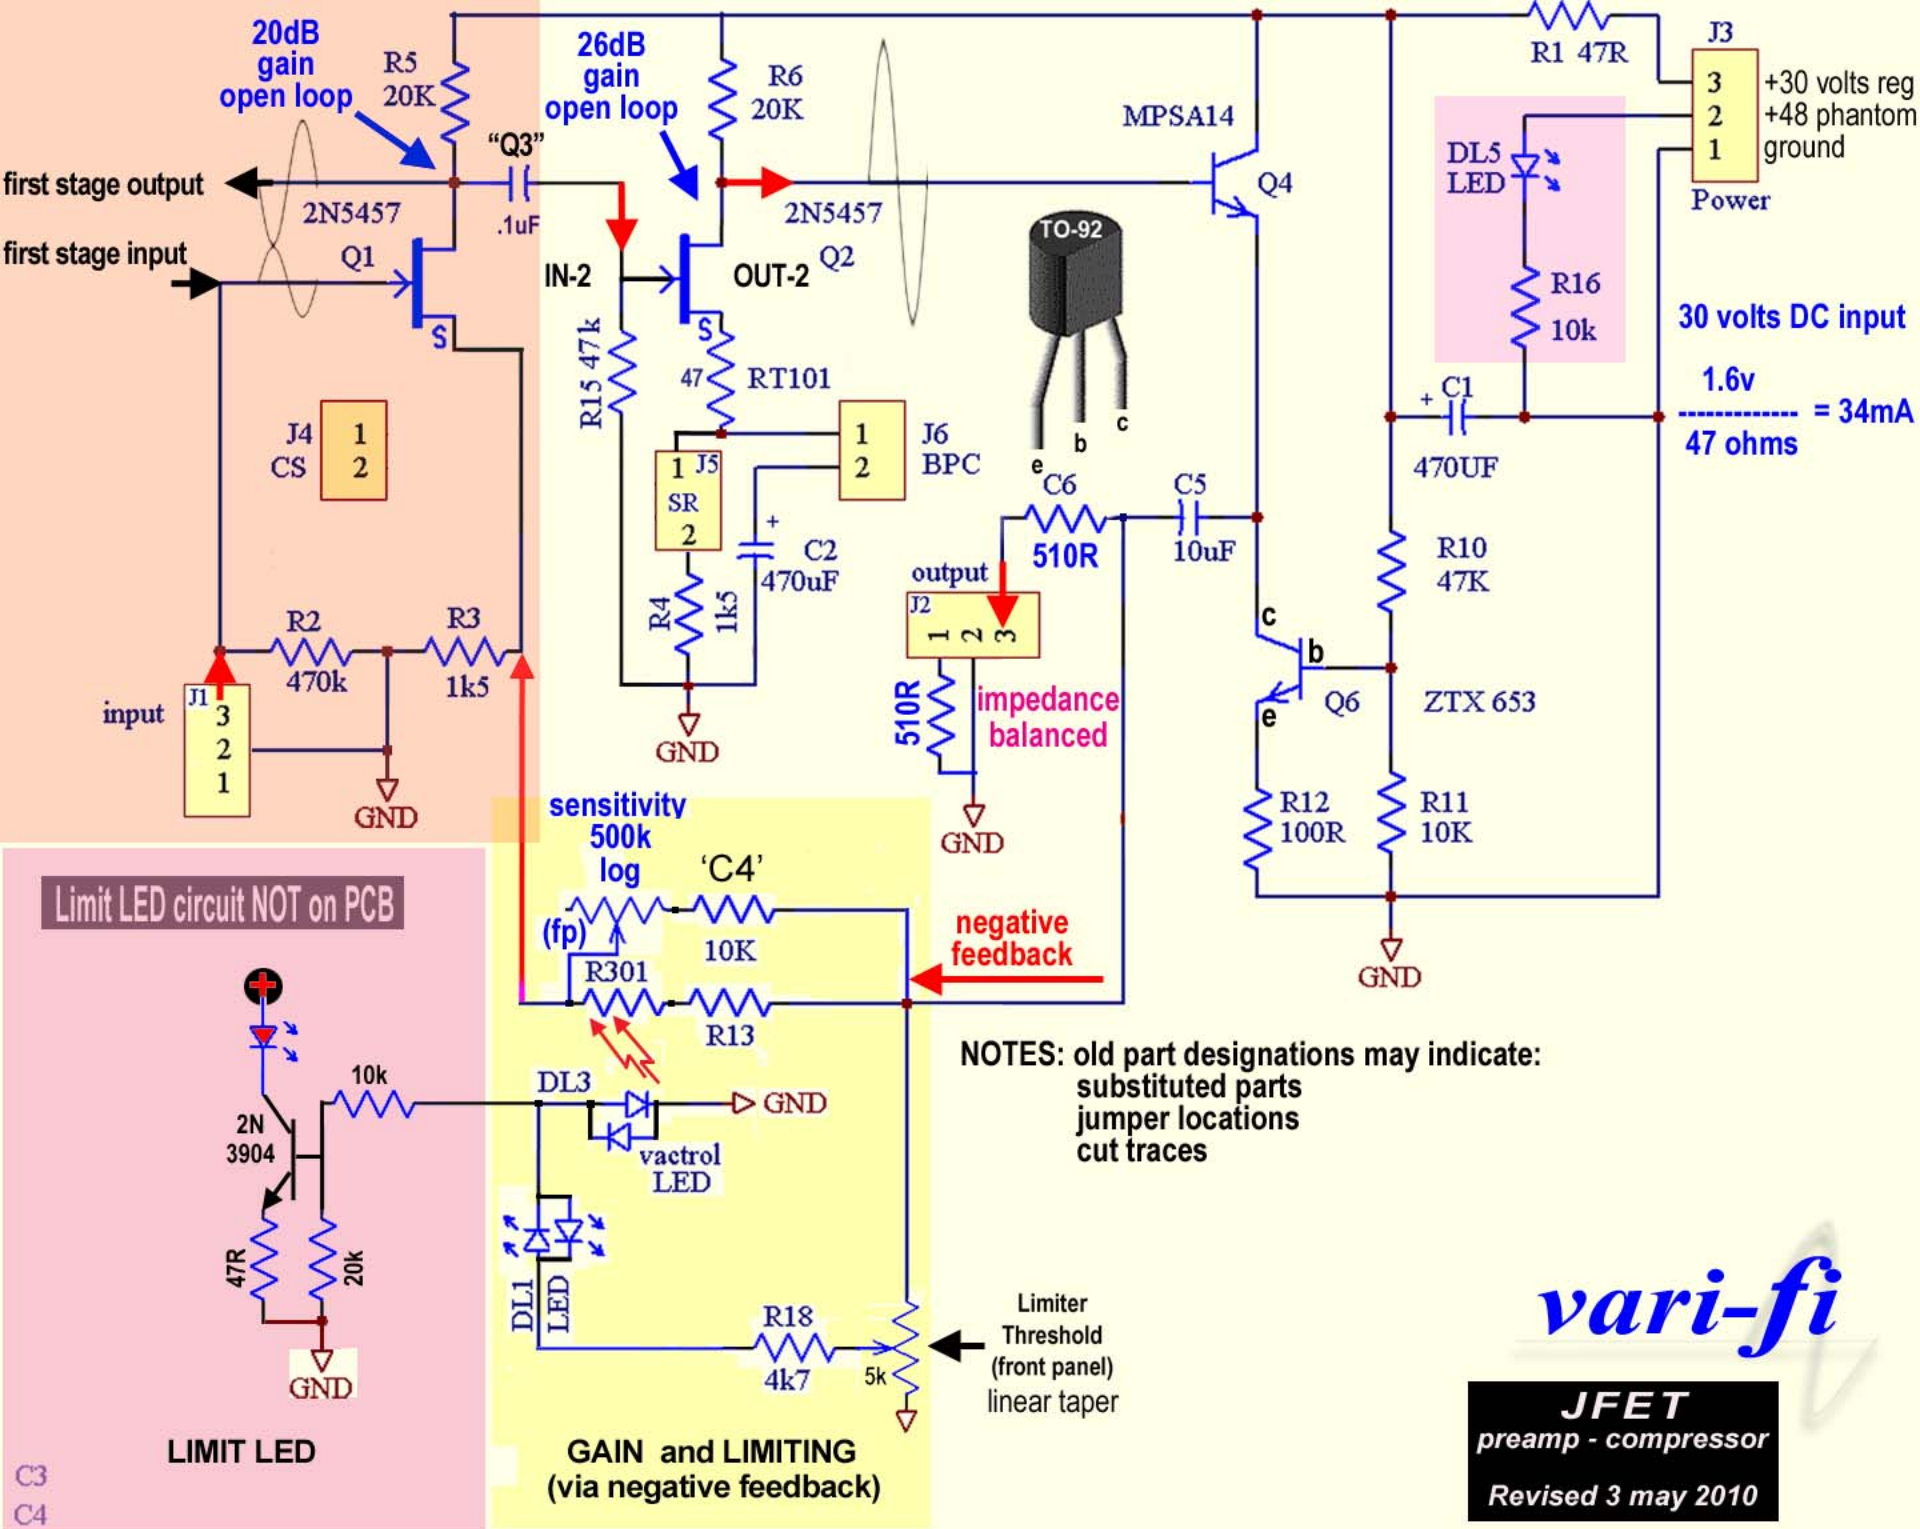 20dB
gain
open loop
R5
20K
26dB
gain
open loop
R6
20K
R1 47R
J3
3
2
1
+30 volts reg
+48 phantom
ground
Power
MPSA14
Q4
DL5
LED
R16
10k
"Q3"
.1uF
first stage output
2N5457
2N5457
first stage input
Q1
S
IN-2
OUT-2
Q2
S
TO-92
e
b
c
30 volts DC input
1.6v
------------- = 34mA
47 ohms
R15 47k
47
RT101
J4
CS
1
2
1 J5
SR
2
1
2
J6
BPC
+
C2
470uF
R4
1k5
GND
+ C1
470UF
C6
510R
C5
10uF
output
J2
1
2
3
510R
impedance
balanced
GND
R10
47K
c
b
e
Q6
ZTX 653
R12
100R
R11
10K
GND
R2
470k
R3
1k5
input
J1
3
2
1
GND
sensitivity
500k
log
'C4'
(fp)
10K
R301
R13
negative
feedback
Limit LED circuit NOT on PCB
+
10k
2N
3904
47R
20k
GND
LIMIT LED
C3
C4
DL3
GND
vactrol
LED
DL1
LED
R18
4k7
5k
Limiter
Threshold
(front panel)
linear taper
GAIN and LIMITING
(via negative feedback)
NOTES: old part designations may indicate:
substituted parts
jumper locations
cut traces
vari-fi
JFET
preamp - compressor
Revised 3 may 2010